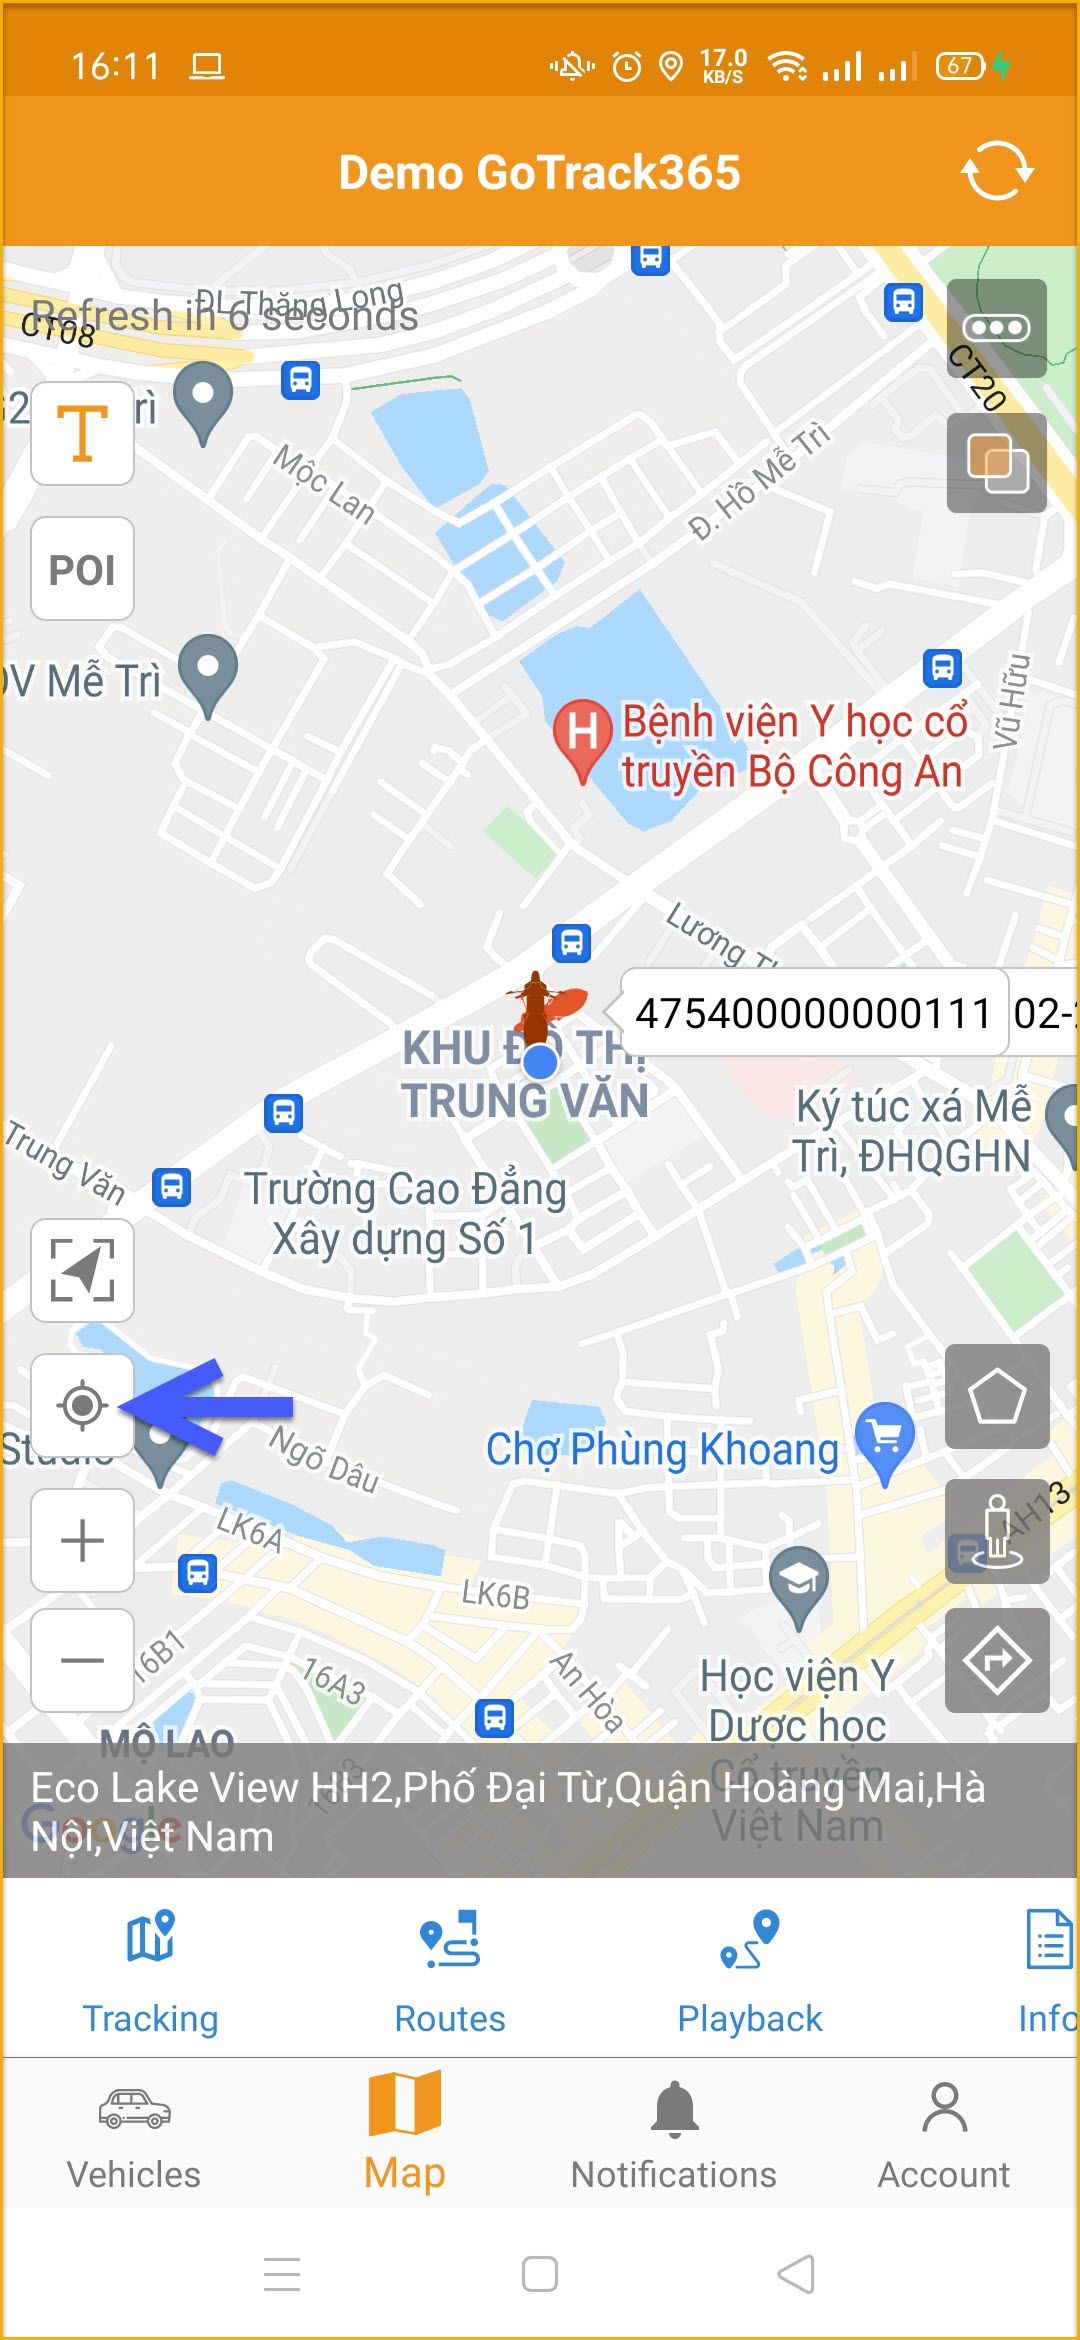 16:11
17.0
KB/S
67
Demo GoTrack365
ĐL Thăng Long
Refresh in 6 seconds
CT08
CT20
T
Mộc Lan
Đ. Hồ Mễ Trì
POI
Vũ Hữu
Mễ Trì
H
Bệnh viện Y học cổ
truyền Bộ Công An
Lương
475400000000111
02-
KHU ĐÔ THỊ
TRUNG VĂN
Ký túc xá Mễ
Trì, ĐHQGHN
Trung Văn
Trường Cao Đẳng
Xây dựng Số 1
Studio
Ngõ Dâu
Chợ Phùng Khoang
AH13
LK6A
LK6B
16B1
16A3
An Hòa
Học viện Y
Dược học
Cổ truyền
Việt Nam
MỘ LAO
Eco Lake View HH2,Phố Đại Từ,Quận Hoàng Mai,Hà
Nội,Việt Nam
Google
Tracking
Routes
Playback
Info
Vehicles
Map
Notifications
Account